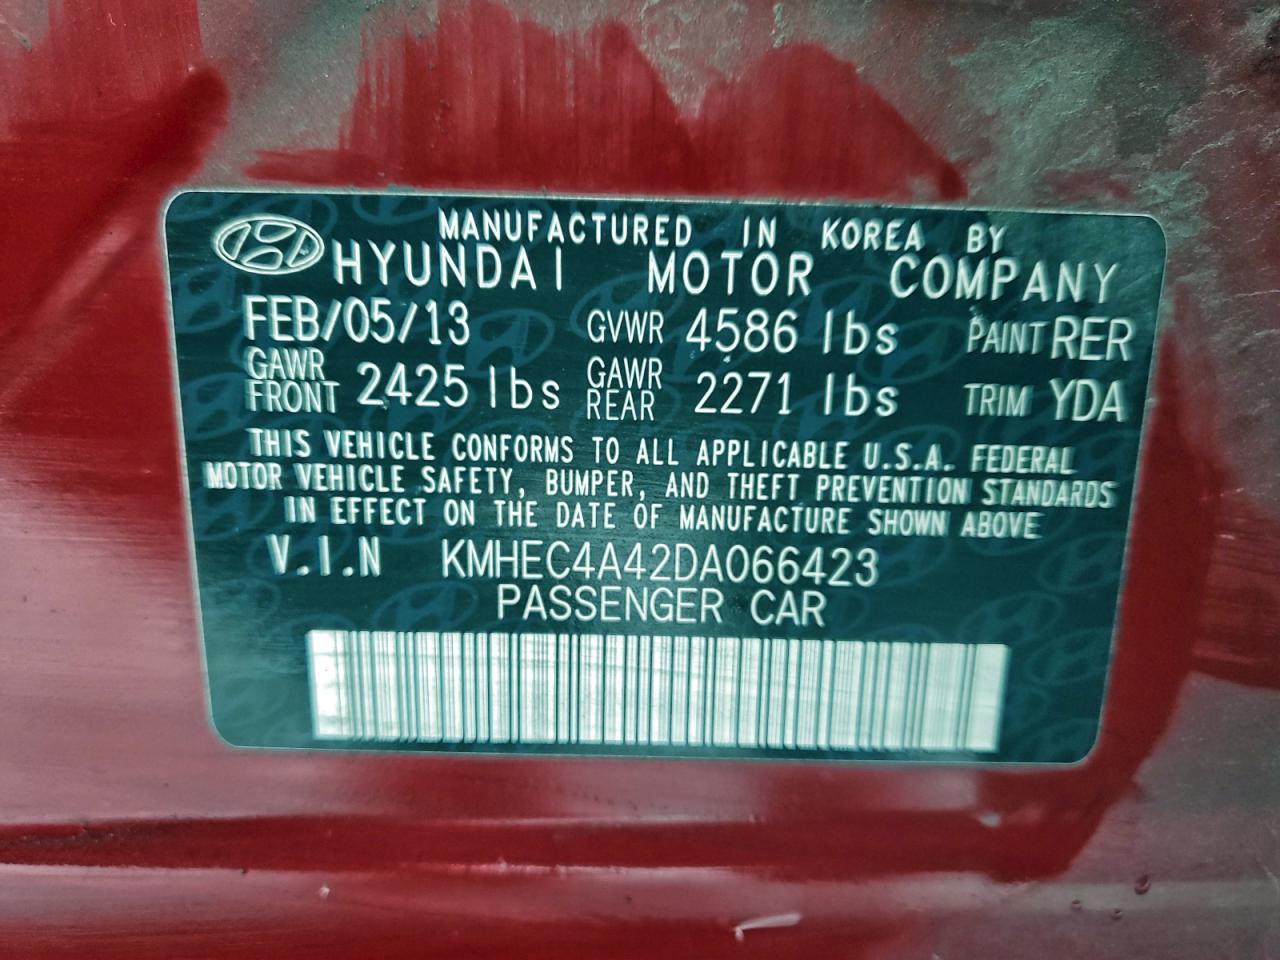 MANUFACTURED IN KOREA BY
HYUNDAI MOTOR COMPANY
FEB/05/13 GVWR 4586 lbs PAINT RER
GAWR FRONT 2425 lbs GAWR REAR 2271 lbs TRIM YDA
THIS VEHICLE CONFORMS TO ALL APPLICABLE U.S.A. FEDERAL
MOTOR VEHICLE SAFETY, BUMPER, AND THEFT PREVENTION STANDARDS
IN EFFECT ON THE DATE OF MANUFACTURE SHOWN ABOVE
V.I.N KMHEC4A42DA066423
PASSENGER CAR